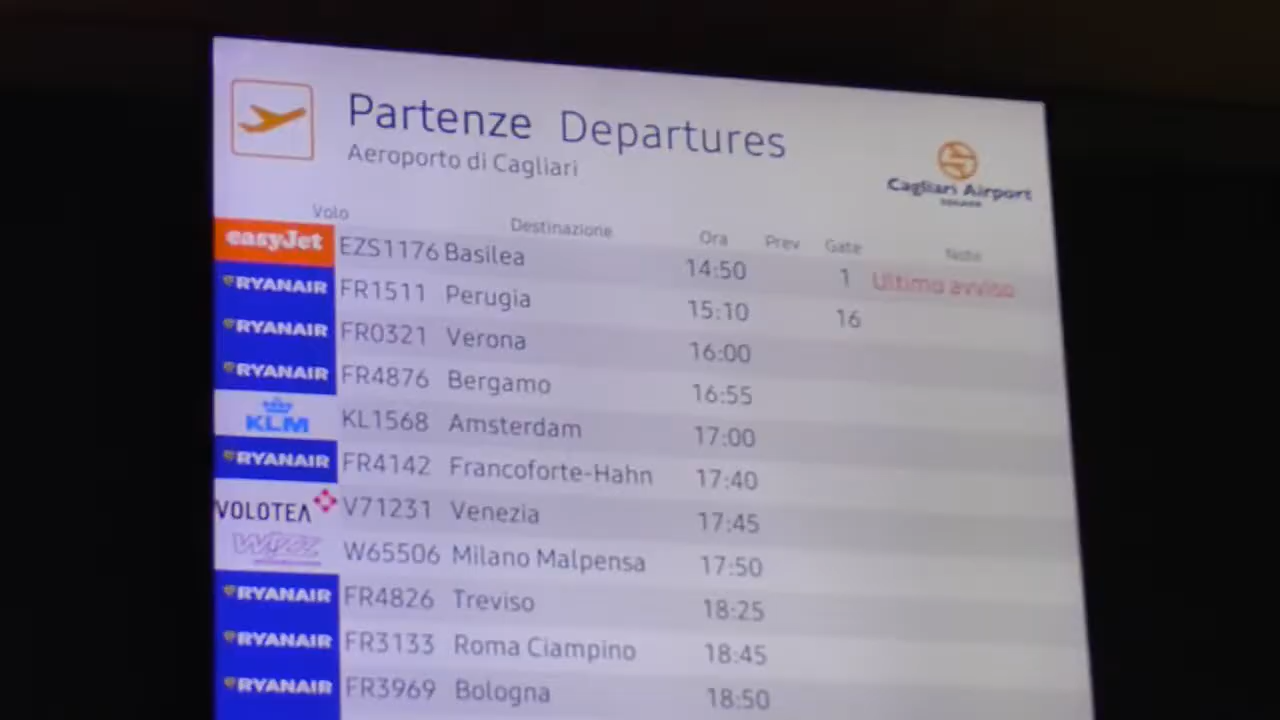 Partenze Departures
Aeroporto di Cagliari
Cagliari Airport
Volo Destinazione Ora Prev Gate Note
easyJet EZS1176 Basilea 14:50 1 Ultimo avviso
RYANAIR FR1511 Perugia 15:10 16
RYANAIR FR0321 Verona 16:00
RYANAIR FR4876 Bergamo 16:55
KLM KL1568 Amsterdam 17:00
RYANAIR FR4142 Francoforte-Hahn 17:40
VOLOTEA V71231 Venezia 17:45
WIZZ W65506 Milano Malpensa 17:50
RYANAIR FR4826 Treviso 18:25
RYANAIR FR3133 Roma Ciampino 18:45
RYANAIR FR3969 Bologna 18:50